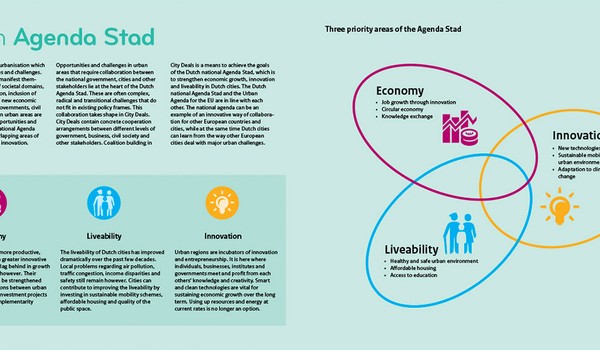 Agenda Stad
urbanisation which
es and challenges.
manifest them-
of societal domains,
ion, inclusion of
new economic
overnments, civil
n urban areas are
portunities and
national Agenda
lapping areas of
innovation.
Opportunities and challenges in urban
areas that require collaboration between
the national government, cities and other
stakeholders lie at the heart of the Dutch
Agenda Stad. These are often complex,
radical and transitional challenges that do
not fit in existing policy frames. This
collaboration takes shape in City Deals.
City Deals contain concrete cooperation
arrangements between different levels of
government, business, civil society and
other stakeholders. Coalition building in
City Deals is a means to achieve the goals
of the Dutch national Agenda Stad, which is
to strengthen economic growth, innovation
and liveability in Dutch cities. The Dutch
national Agenda Stad and the Urban
Agenda for the EU are in line with each
other. The national agenda can be an
example of an innovative way of collabora-
tion for other European countries and
cities, while at the same time Dutch cities
can learn from the way other European
cities deal with major urban challenges.
my
more productive,
greater innovative
lag behind in growth
however. Their
be strengthened
ions between urban
investment projects
mplementarity
Liveability
The liveability of Dutch cities has improved
dramatically over the past few decades.
Local problems regarding air pollution,
traffic congestion, income disparities and
safety still remain however. Cities can
contribute to improving the liveability by
investing in sustainable mobility schemes,
affordable housing and quality of the
public space.
Innovation
Urban regions are incubators of innovation
and entrepreneurship. It is here where
individuals, businesses, institutes and
governments meet and profit from each
others' knowledge and creativity. Smart
and clean technologies are vital for
sustaining economic growth over the long
term. Using up resources and energy at
current rates is no longer an option.
Three priority areas of the Agenda Stad
Economy
• Job growth through innovation
• Circular economy
• Knowledge exchange
Innovatio
• New technologies
• Sustainable mobi
urban environme
• Adaptation to cli
change
Liveability
• Healthy and safe urban environment
• Affordable housing
• Access to education